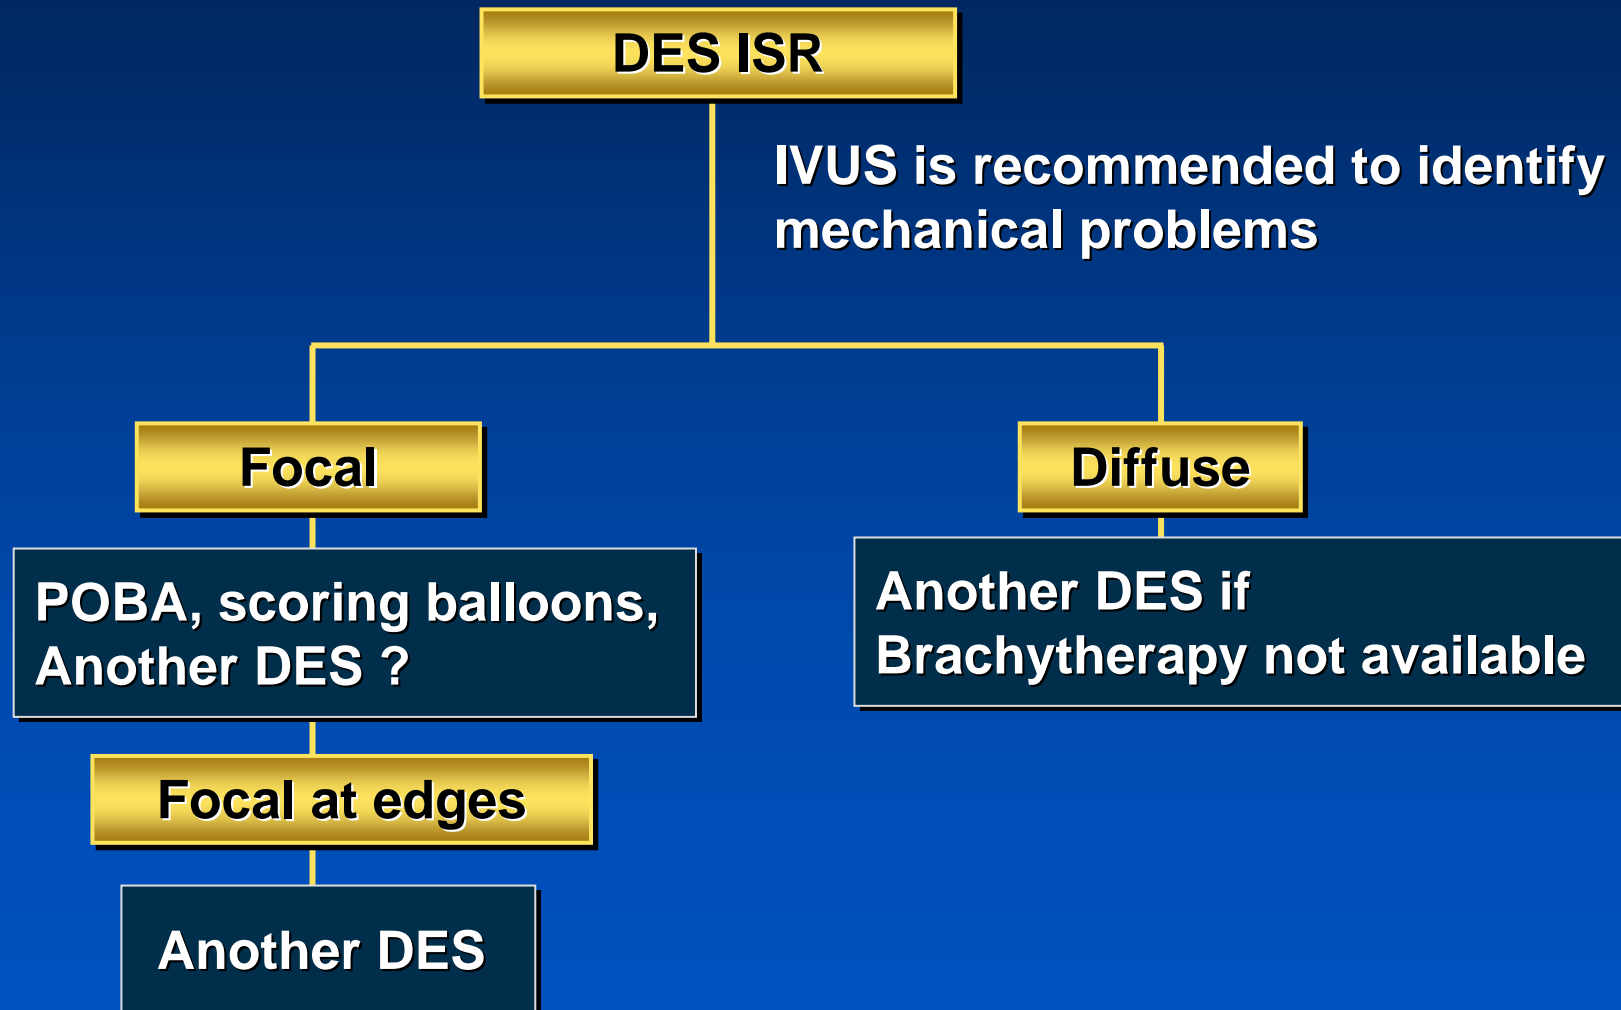 DES ISR
IVUS is recommended to identify
mechanical problems
Focal
Diffuse
POBA, scoring balloons,
Another DES ?
Another DES if
Brachytherapy not available
Focal at edges
Another DES